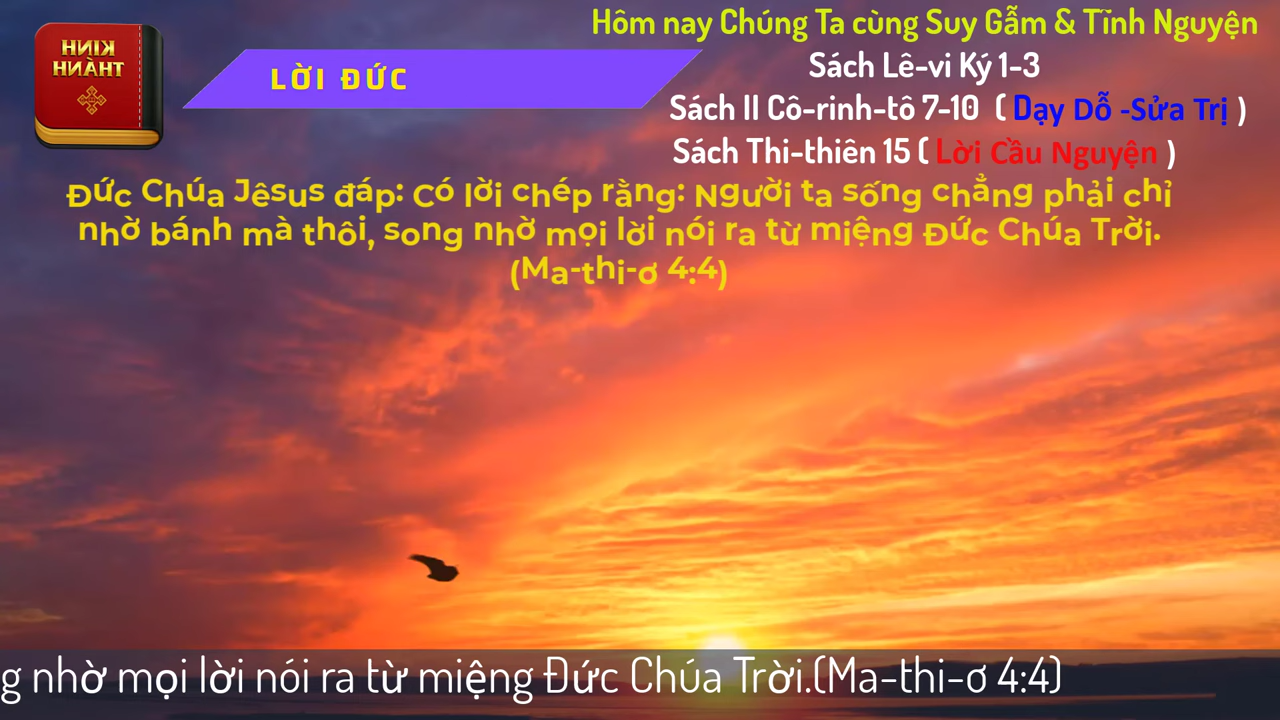 KINH
THÀNH
LỜI ĐỨC
Hôm nay Chúng Ta cùng Suy Gẫm & Tĩnh Nguyện
Sách Lê-vi Ký 1-3
Sách II Cô-rinh-tô 7-10 ( Dạy Dỗ -Sửa Trị )
Sách Thi-thiên 15 ( Lời Cầu Nguyện )
Đức Chúa Jêsus đáp: Có lời chép rằng: Người ta sống chẳng phải chỉ
nhờ bánh mà thôi, song nhờ mọi lời nói ra từ miệng Đức Chúa Trời.
(Ma-thi-ơ 4:4)
g nhờ mọi lời nói ra từ miệng Đức Chúa Trời.(Ma-thi-ơ 4:4)